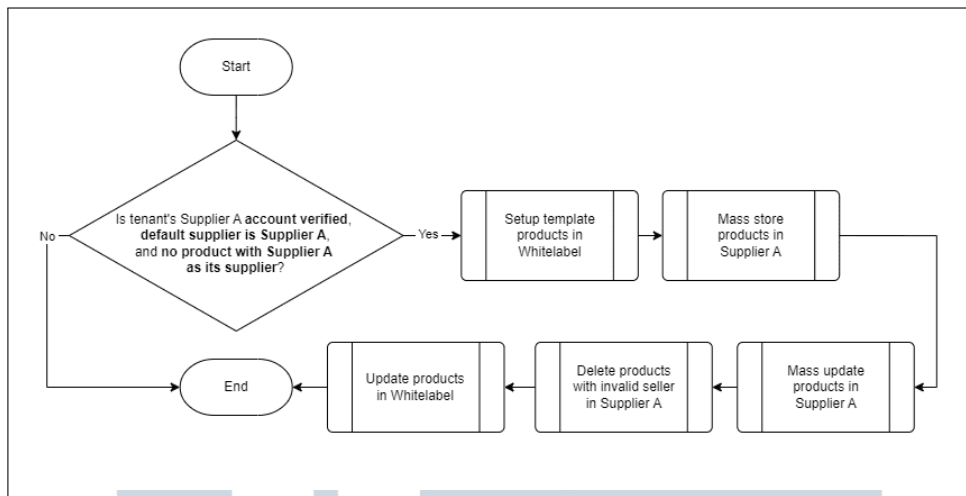 Start
Is tenant's Supplier A account verified,
default supplier is Supplier A,
and no product with Supplier A
as its supplier?
No
Yes
Setup template
products in
Whitelabel
Mass store
products in
Supplier A
End
Update products
in Whitelabel
Delete products
with invalid seller
in Supplier A
Mass update
products in
Supplier A